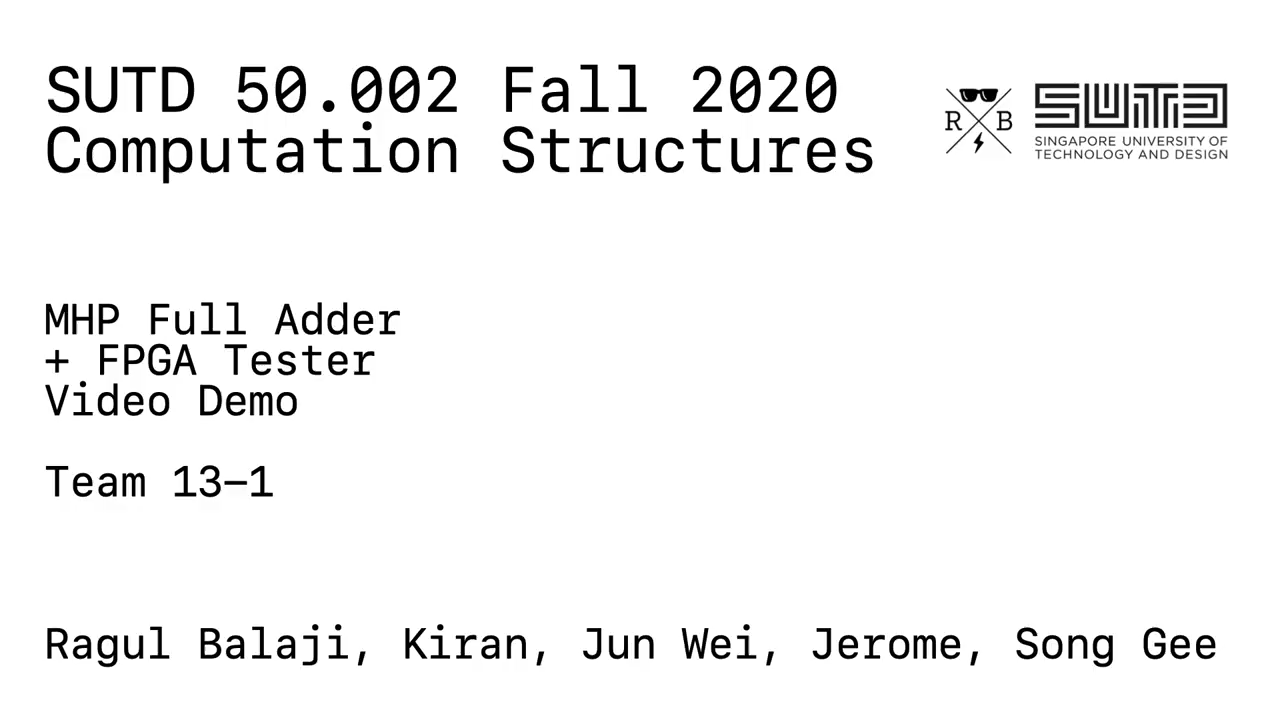 SUTD 50.002 Fall 2020
Computation Structures
R B
SUTD
SINGAPORE UNIVERSITY OF
TECHNOLOGY AND DESIGN
MHP Full Adder
+ FPGA Tester
Video Demo
Team 13-1
Ragul Balaji, Kiran, Jun Wei, Jerome, Song Gee